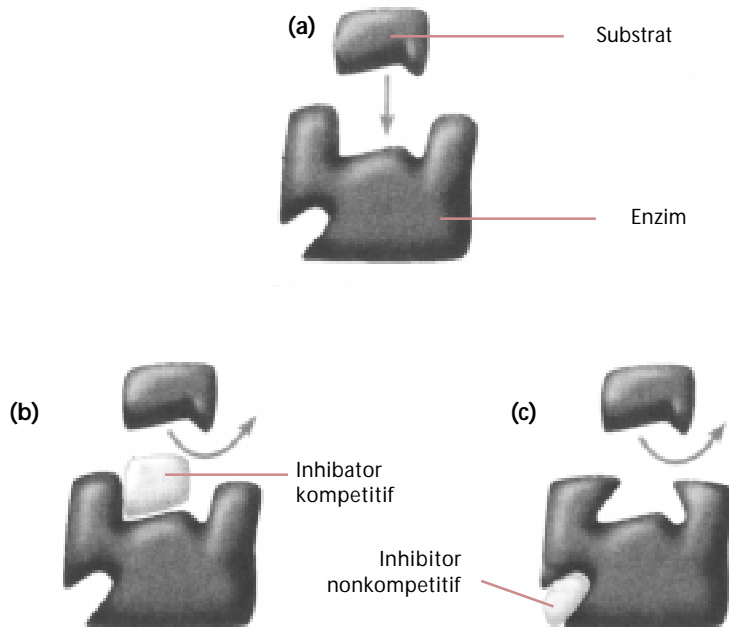 (a)
Substrat
Enzim
(b)
(c)
Inhibator
kompetitif
Inhibitor
nonkompetitif